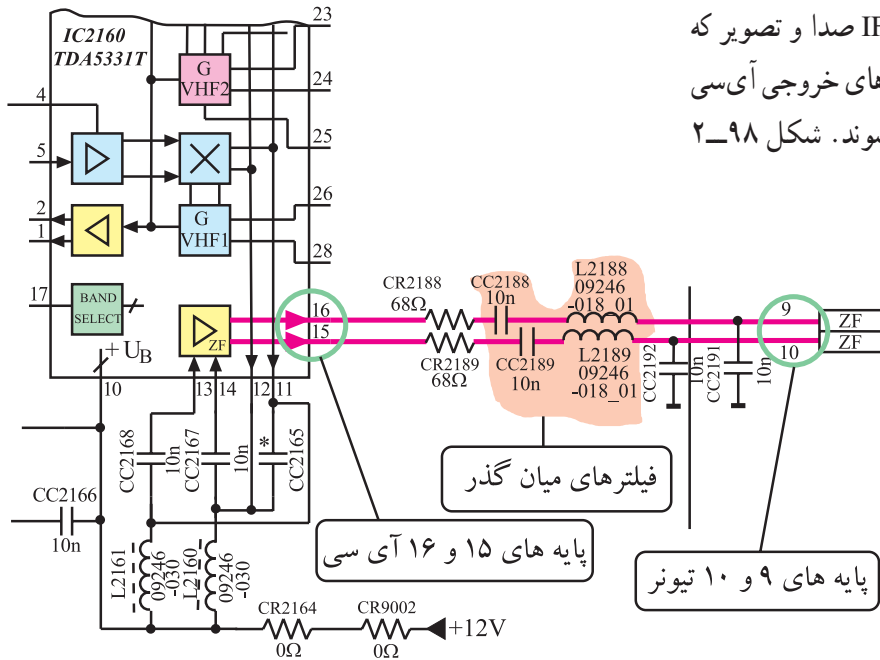 IF صدا و تصویر که
های خروجی آی‌سی
شوند. شکل ۹۸ــ۲
IC2160
TDA5331T
23
24
25
26
28
4
5
2
1
17
G
VHF2
G
VHF1
BAND
SELECT
+U_B
10
ZF
13
14
12
11
16
15
CR2188
68Ω
CR2189
68Ω
CC2188
10n
CC2189
10n
L2188
09246
-018_01
L2189
09246
-018_01
CC2192
10n
CC2191
10n
9
ZF
10
ZF
CC2168
10n
CC2167
10n
*
CC2165
CC2166
10n
L2161
09246
-030
L2160
09246
-030
CR2164
0Ω
CR9002
0Ω
+12V
فیلترهای میان گذر
پایه های ۱۵ و ۱۶ آی سی
پایه های ۹ و ۱۰ تیونر